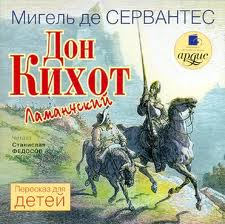 Мигель де СЕРВАНТЕС
Дон
Кихот
Ламанчский
ардис
Читает
Станислав
ФЕДОСОВ
Пересказ для
детей